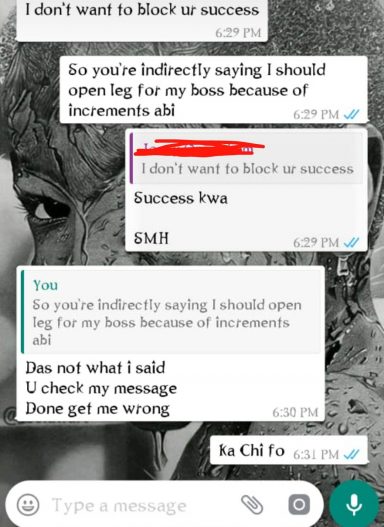 I don't want to block ur success
6:29 PM
So you're indirectly saying I should
open leg for my boss because of
increments abi
6:29 PM
I don't want to block ur success
Success kwa
SMH
6:29 PM
You
So you're indirectly saying I should open
leg for my boss because of increments
abi
Das not what i said
U check my message
Done get me wrong
6:30 PM
Ka Chi fo 6:31 PM
Type a message